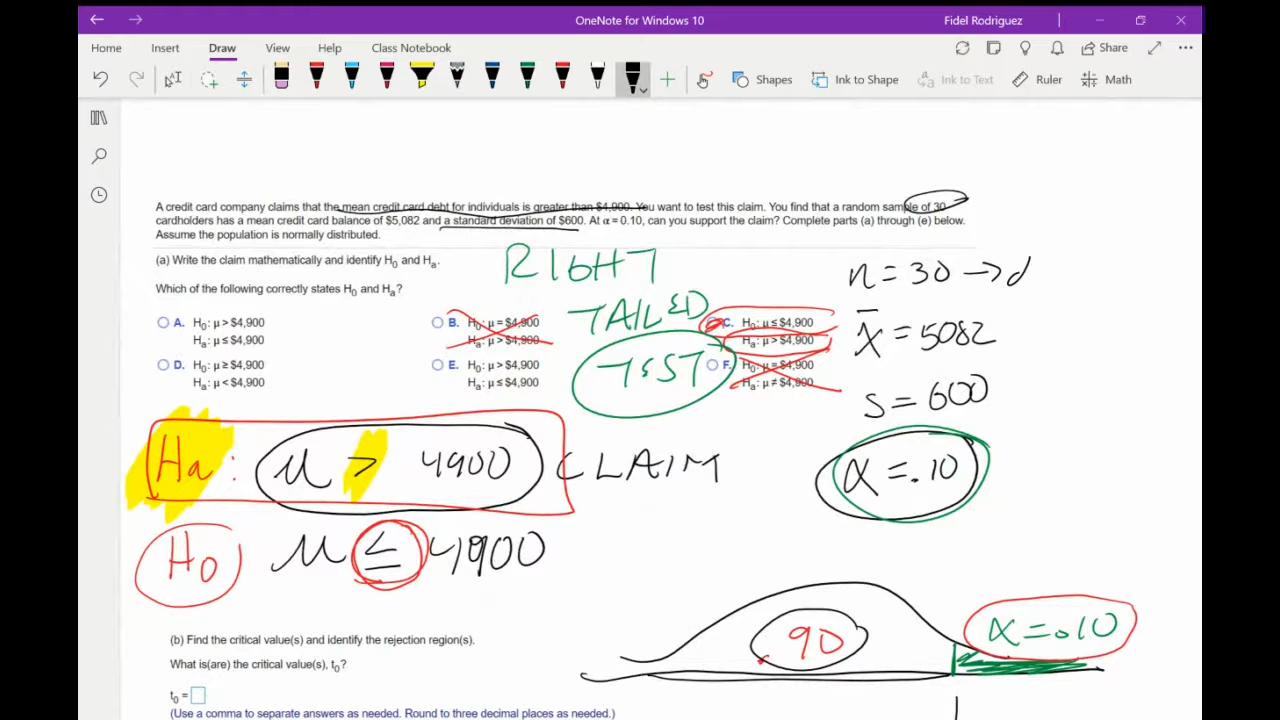 OneNote for Windows 10
Fidel Rodriguez
Home Insert Draw View Help Class Notebook
Share
Shapes Ink to Shape Ink to Text Ruler Math
A credit card company claims that the mean credit card debt for individuals is greater than $4,900. You want to test this claim. You find that a random sample of 30
cardholders has a mean credit card balance of $5,082 and a standard deviation of $600. At α = 0.10, can you support the claim? Complete parts (a) through (e) below.
Assume the population is normally distributed.
(a) Write the claim mathematically and identify H0 and Ha.
Which of the following correctly states H0 and Ha?
A. H0: μ > $4,900
Ha: μ ≤ $4,900
B. H0: μ = $4,900
Ha: μ > $4,900
C. H0: μ ≤ $4,900
Ha: μ > $4,900
D. H0: μ ≥ $4,900
Ha: μ < $4,900
E. H0: μ > $4,900
Ha: μ ≤ $4,900
F. H0: μ = $4,900
Ha: μ ≠ $4,900
RIGHT
TAILED
TEST
n = 30 → d
x̄ = 5082
s = 600
α = .10
Ha: μ > 4900 CLAIM
H0 μ ≤ 4900
90
α = .10
(b) Find the critical value(s) and identify the rejection region(s).
What is(are) the critical value(s), t0?
t0 =
(Use a comma to separate answers as needed. Round to three decimal places as needed.)